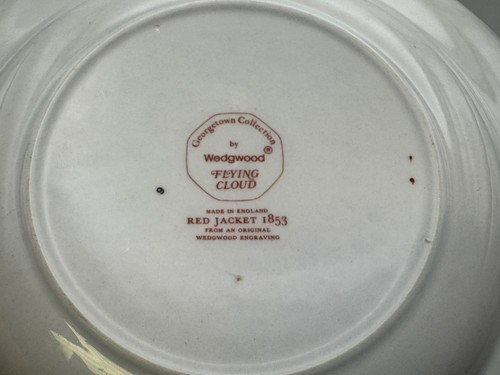 Georgetown Collection
by
Wedgwood®
FLYING
CLOUD
MADE IN ENGLAND
RED JACKET 1853
FROM AN ORIGINAL
WEDGWOOD ENGRAVING